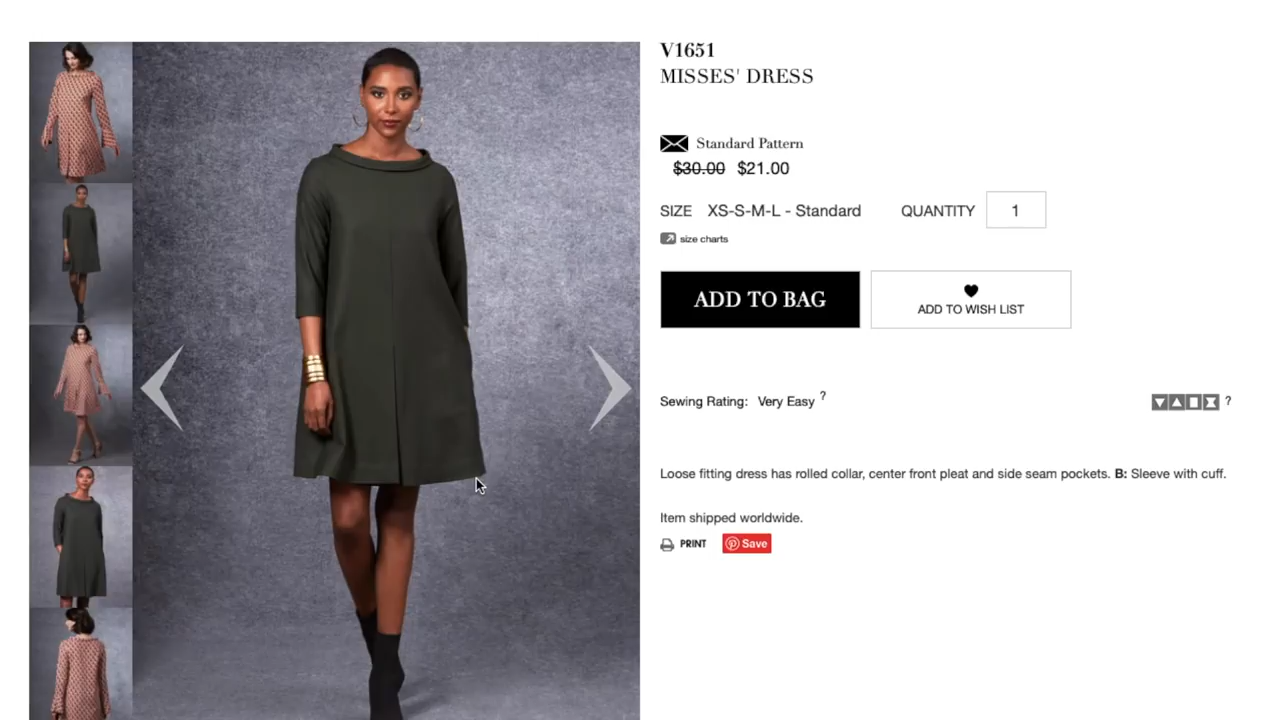 V1651
MISSES' DRESS
Standard Pattern
$30.00 $21.00
SIZE XS-S-M-L - Standard QUANTITY 1
size charts
ADD TO BAG
ADD TO WISH LIST
Sewing Rating: Very Easy ?
?
Loose fitting dress has rolled collar, center front pleat and side seam pockets. B: Sleeve with cuff.
Item shipped worldwide.
PRINT Save